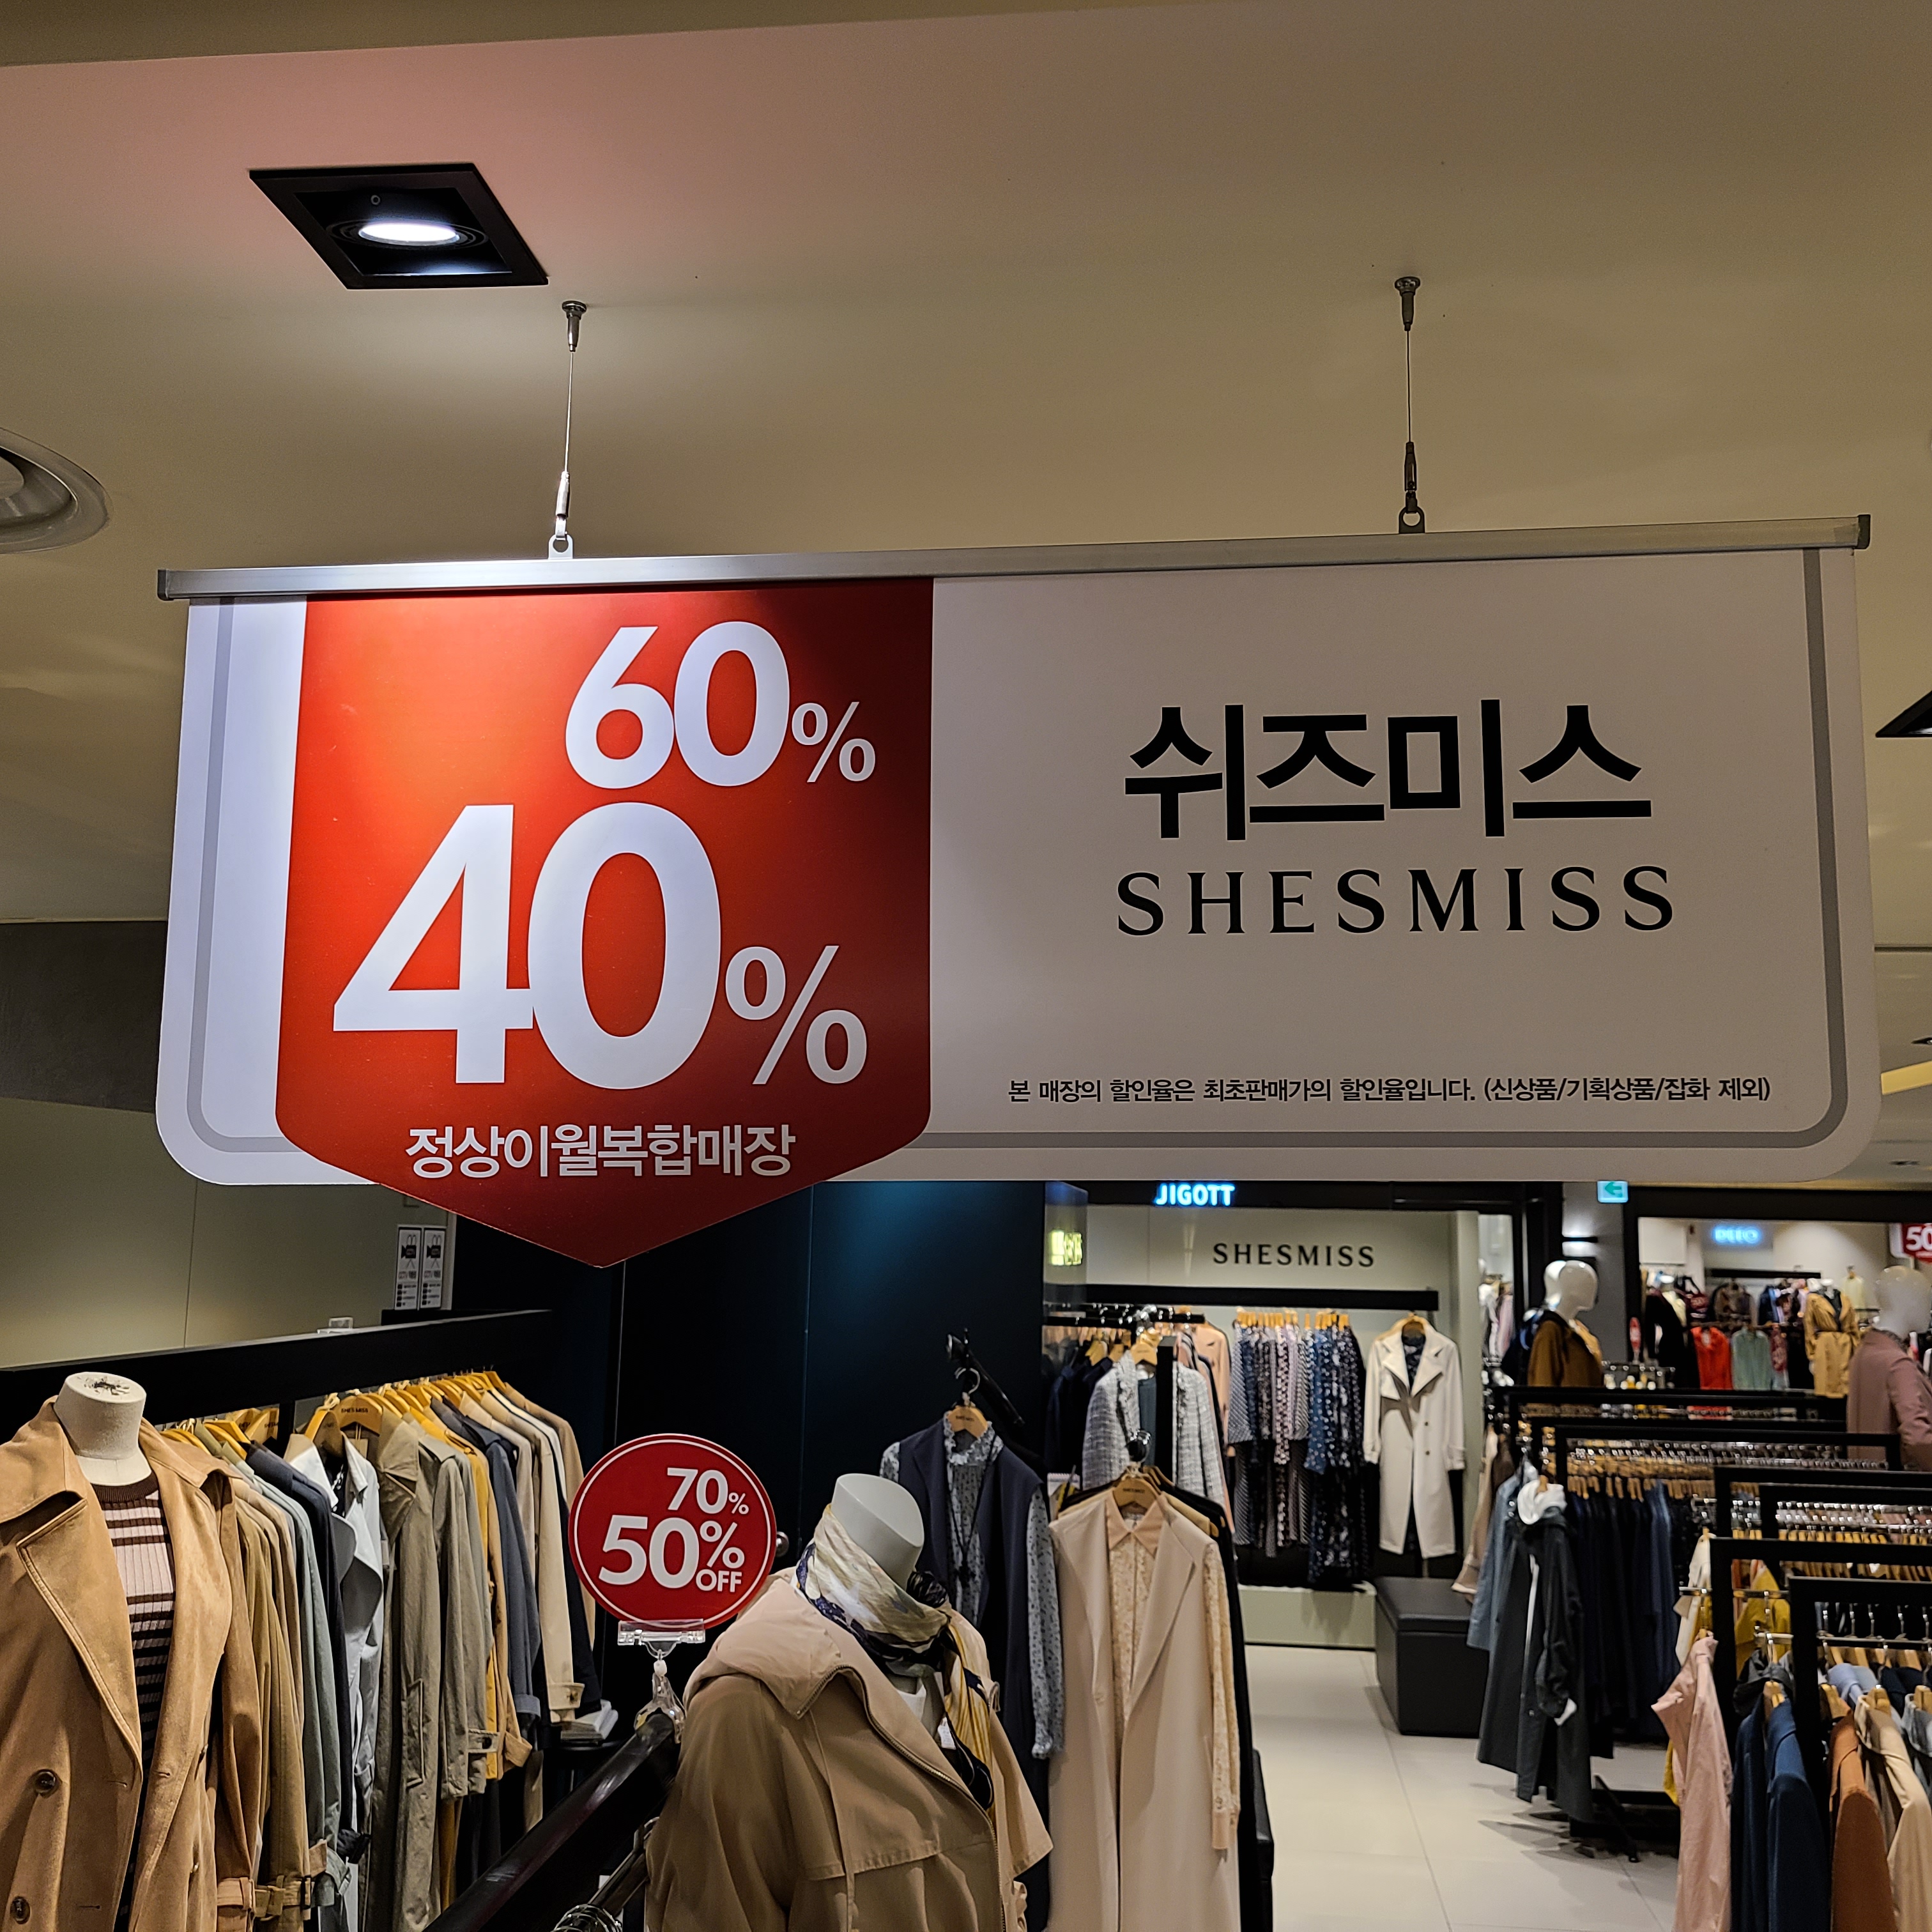 60%
40%
정상이월복합매장
쉬즈미스
SHESMISS
본 매장의 할인율은 최초판매가의 할인율입니다. (신상품/기획상품/잡화 제외)
JIGOTT
SHESMISS
50
70%
50%
OFF